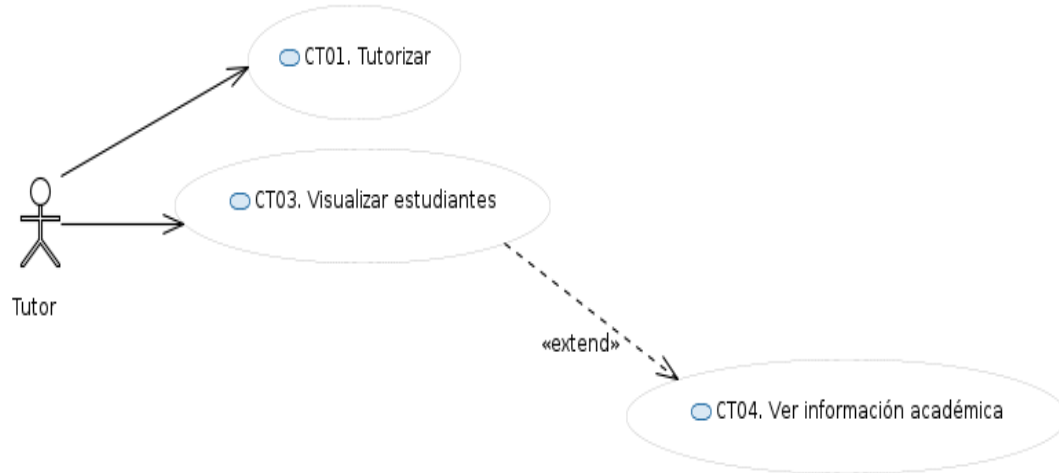 CT01. Tutorizar
CT03. Visualizar estudiantes
Tutor
«extend»
CT04. Ver información académica